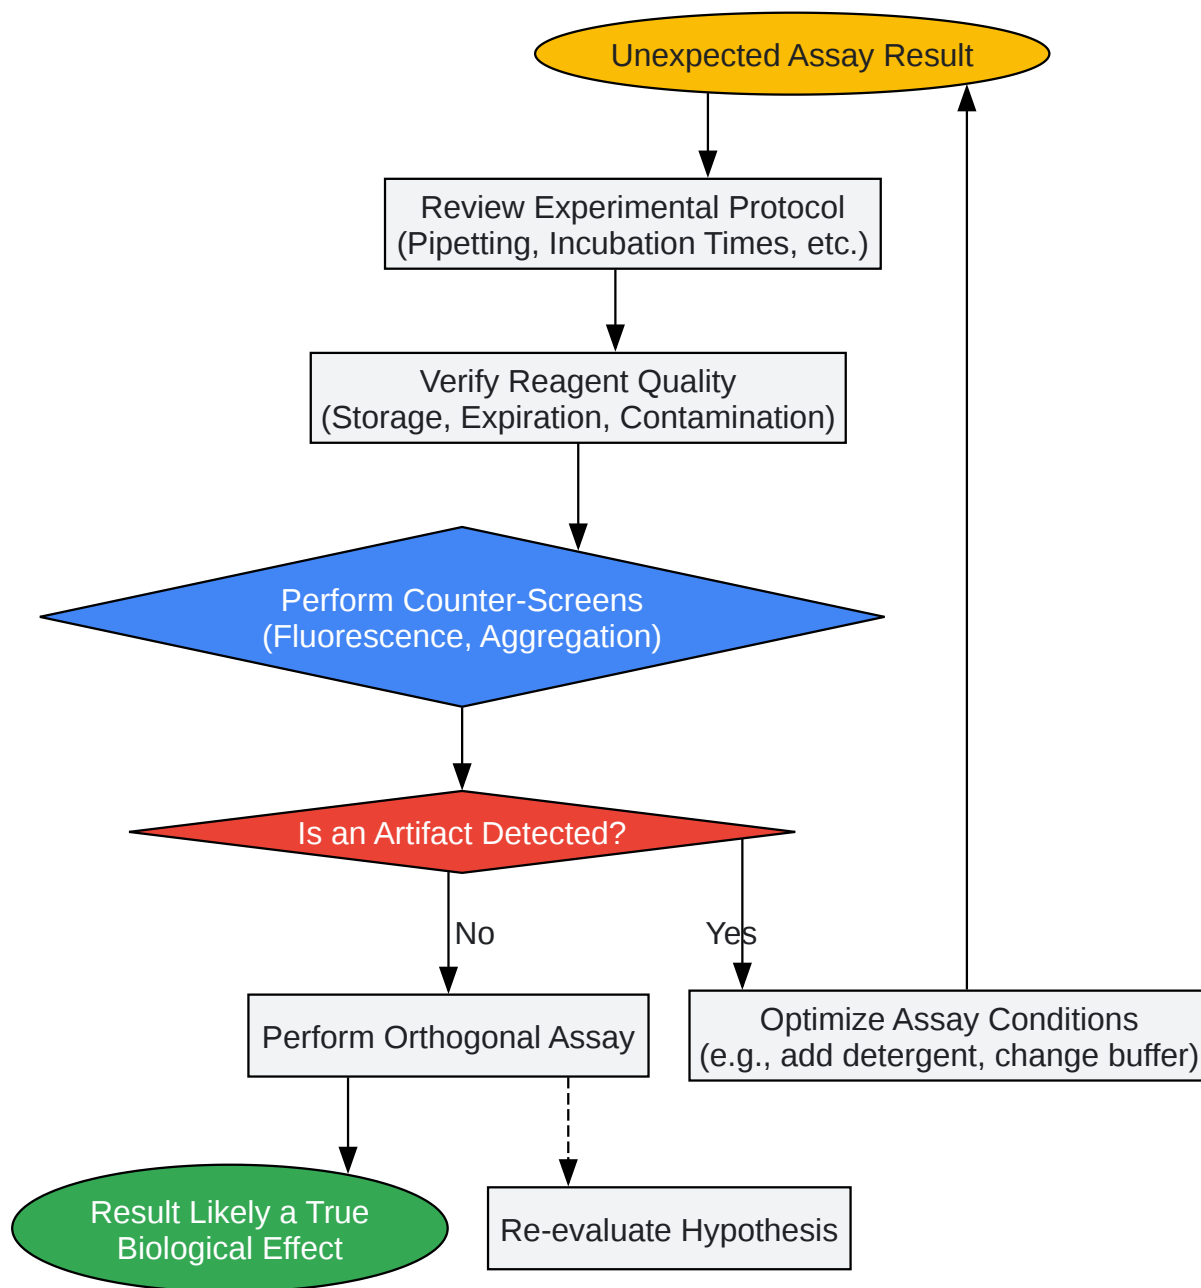 Unexpected Assay Result
Review Experimental Protocol
(Pipetting, Incubation Times, etc.)
Verify Reagent Quality
(Storage, Expiration, Contamination)
Perform Counter-Screens
(Fluorescence, Aggregation)
Is an Artifact Detected?
No
Yes
Perform Orthogonal Assay
Optimize Assay Conditions
(e.g., add detergent, change buffer)
Result Likely a True
Biological Effect
Re-evaluate Hypothesis